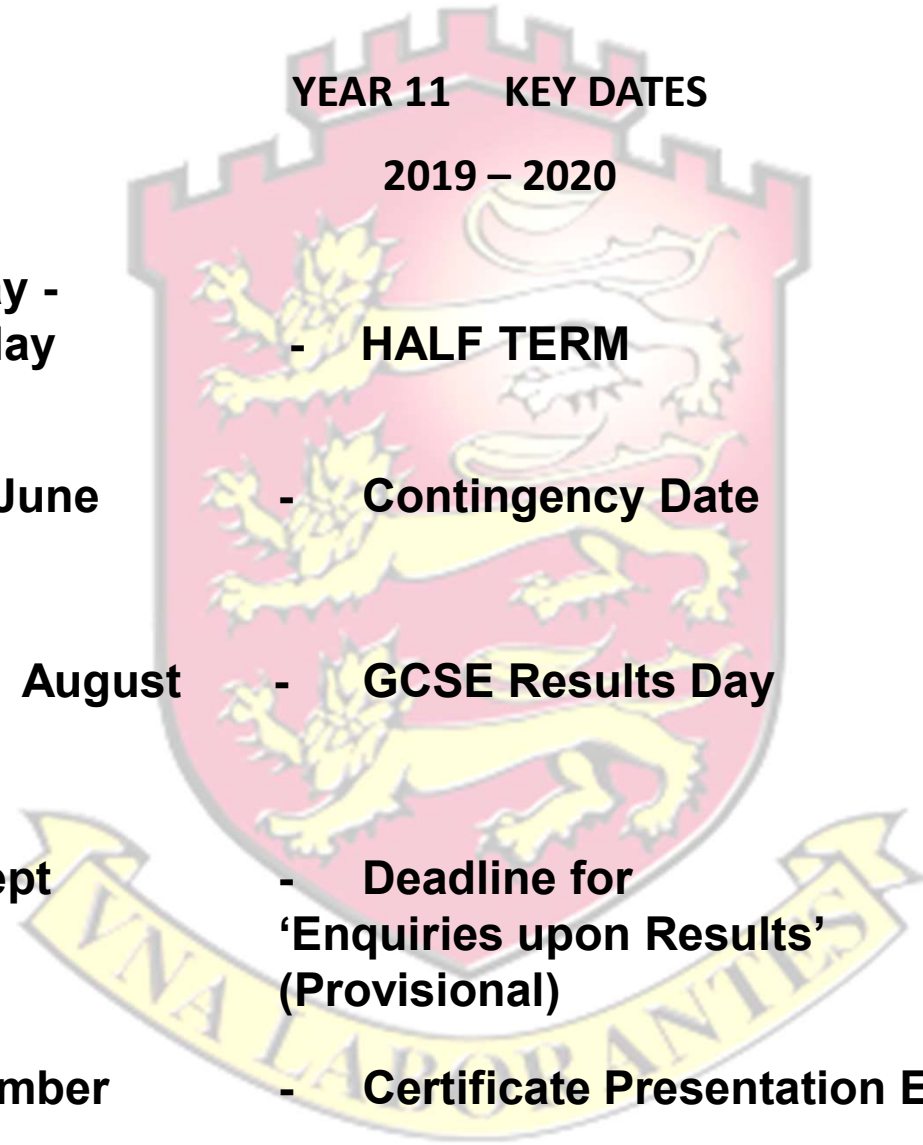 YEAR 11 KEY DATES
2019 – 2020
ay -
lay - HALF TERM
June - Contingency Date
August - GCSE Results Day
ept - Deadline for
‘Enquiries upon Results’
(Provisional)
mber - Certificate Presentation E
VNA LABORANTES